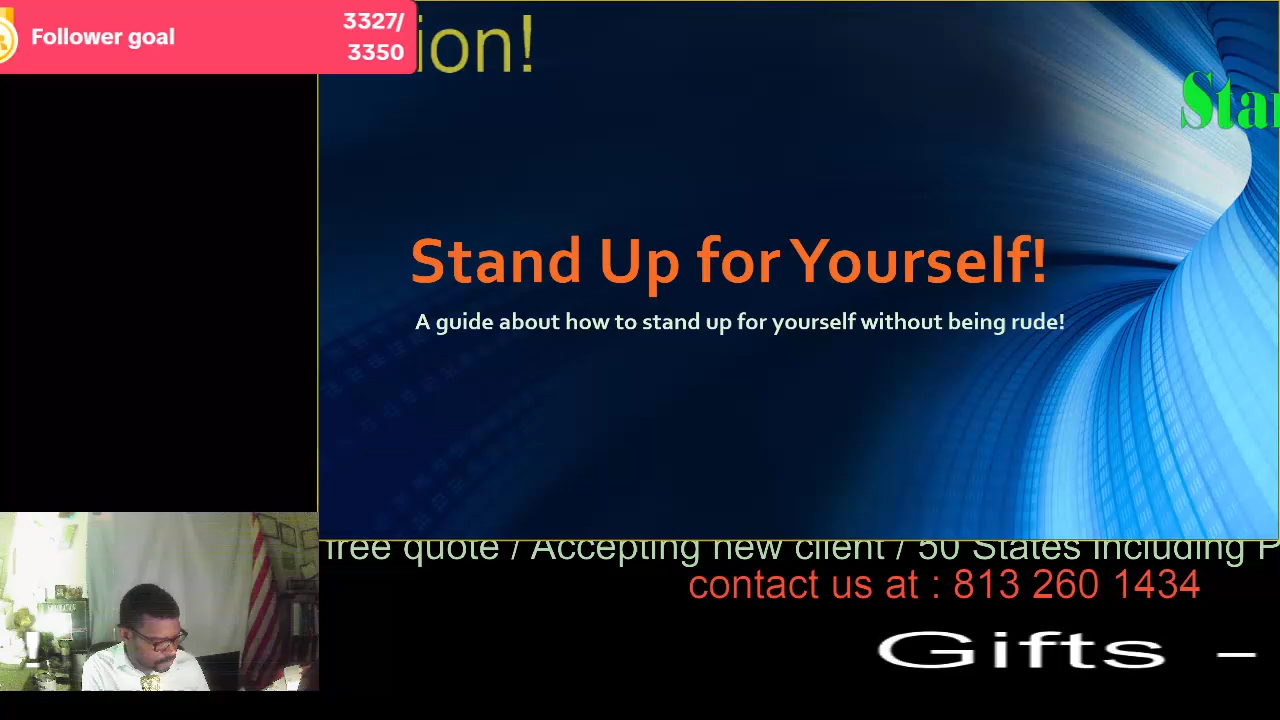 Follower goal
3327/
3350
ion!
Star
Stand Up for Yourself!
A guide about how to stand up for yourself without being rude!
free quote / Accepting new client / 50 States Including P
contact us at : 813 260 1434
Gifts -